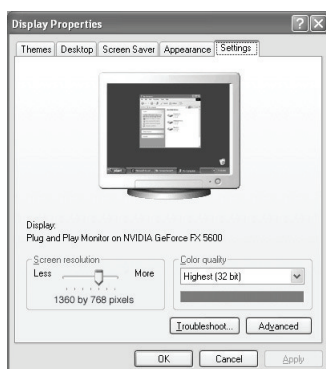 Display Properties
Themes Desktop Screen Saver Appearance Settings
Display:
Plug and Play Monitor on NVIDIA GeForce FX 5600
Screen resolution
Less More
1360 by 768 pixels
Color quality
Highest (32 bit)
Troubleshoot... Advanced
OK Cancel Apply